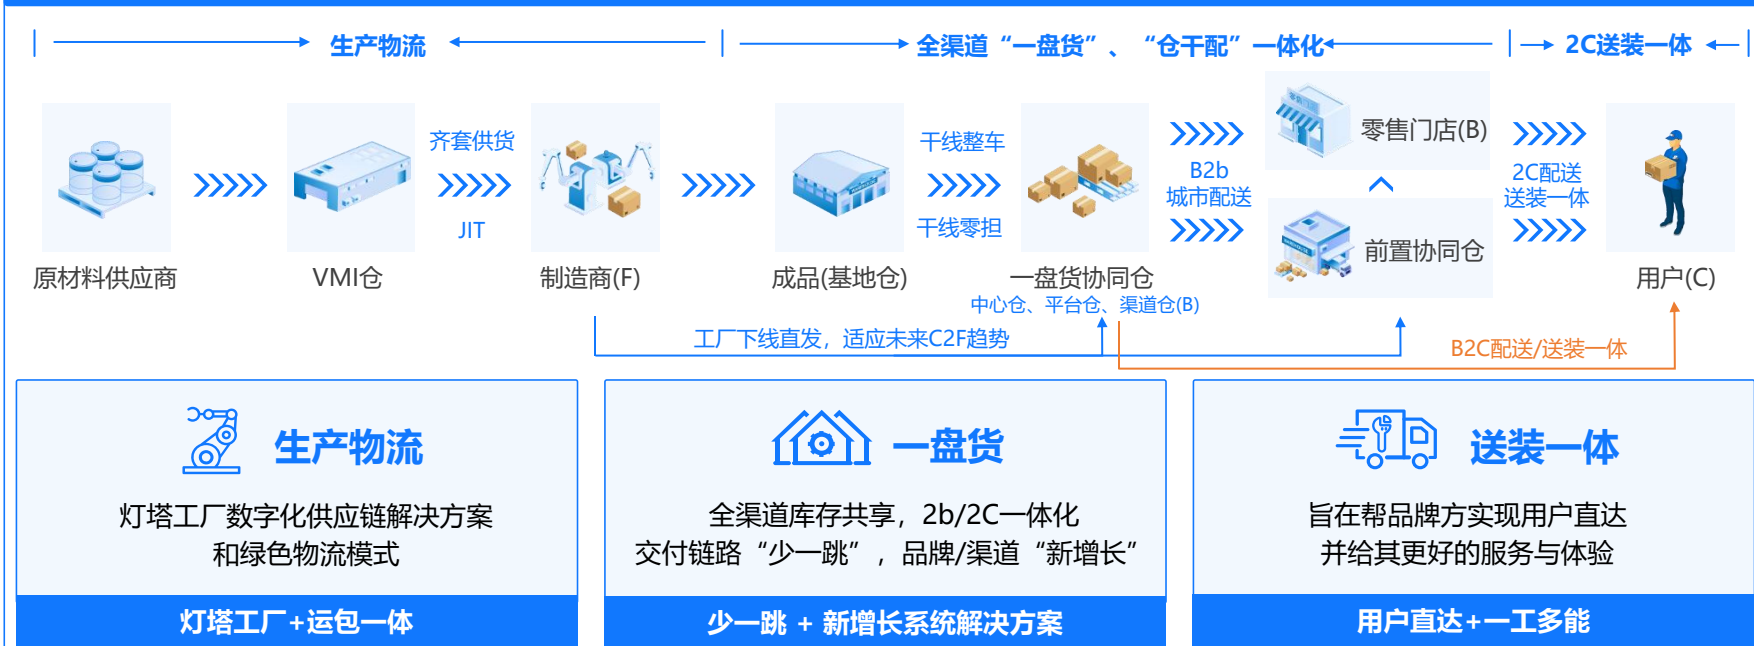 生产物流
全渠道“一盘货”、“仓干配”一体化
2C送装一体
齐套供货
JIT
干线整车
干线零担
B2b
城市配送
零售门店(B)
前置协同仓
2C配送
送装一体
原材料供应商
VMI仓
制造商(F)
成品(基地仓)
一盘货协同仓
中心仓、平台仓、渠道仓(B)
用户(C)
工厂下线直发，适应未来C2F趋势
B2C配送/送装一体
生产物流
灯塔工厂数字化供应链解决方案
和绿色物流模式
灯塔工厂+运包一体
一盘货
全渠道库存共享，2b/2C一体化
交付链路“少一跳”，品牌/渠道“新增长”
少一跳 + 新增长系统解决方案
送装一体
旨在帮品牌方实现用户直达
并给其更好的服务与体验
用户直达+一工多能